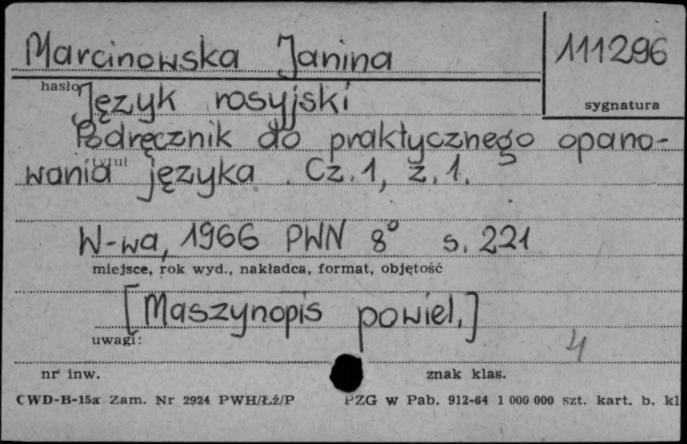 Marcinowska Janina
111296
hasło
sygnatura
Język rosyjski
Podręcznik do praktycznego opano-
tytuł
wania języka. Cz.1, z.1.
W-wa, 1966 PWN 8° s. 221
miejsce, rok wyd., nakładca, format, objętość
[Maszynopis powiel.]
uwagi:
4
nr inw.
znak klas.
CWD-B-15a Zam. Nr 2924 PWH/Łż/P
PZG w Pab. 912-64 1 000 000 szt. kart. b. kl